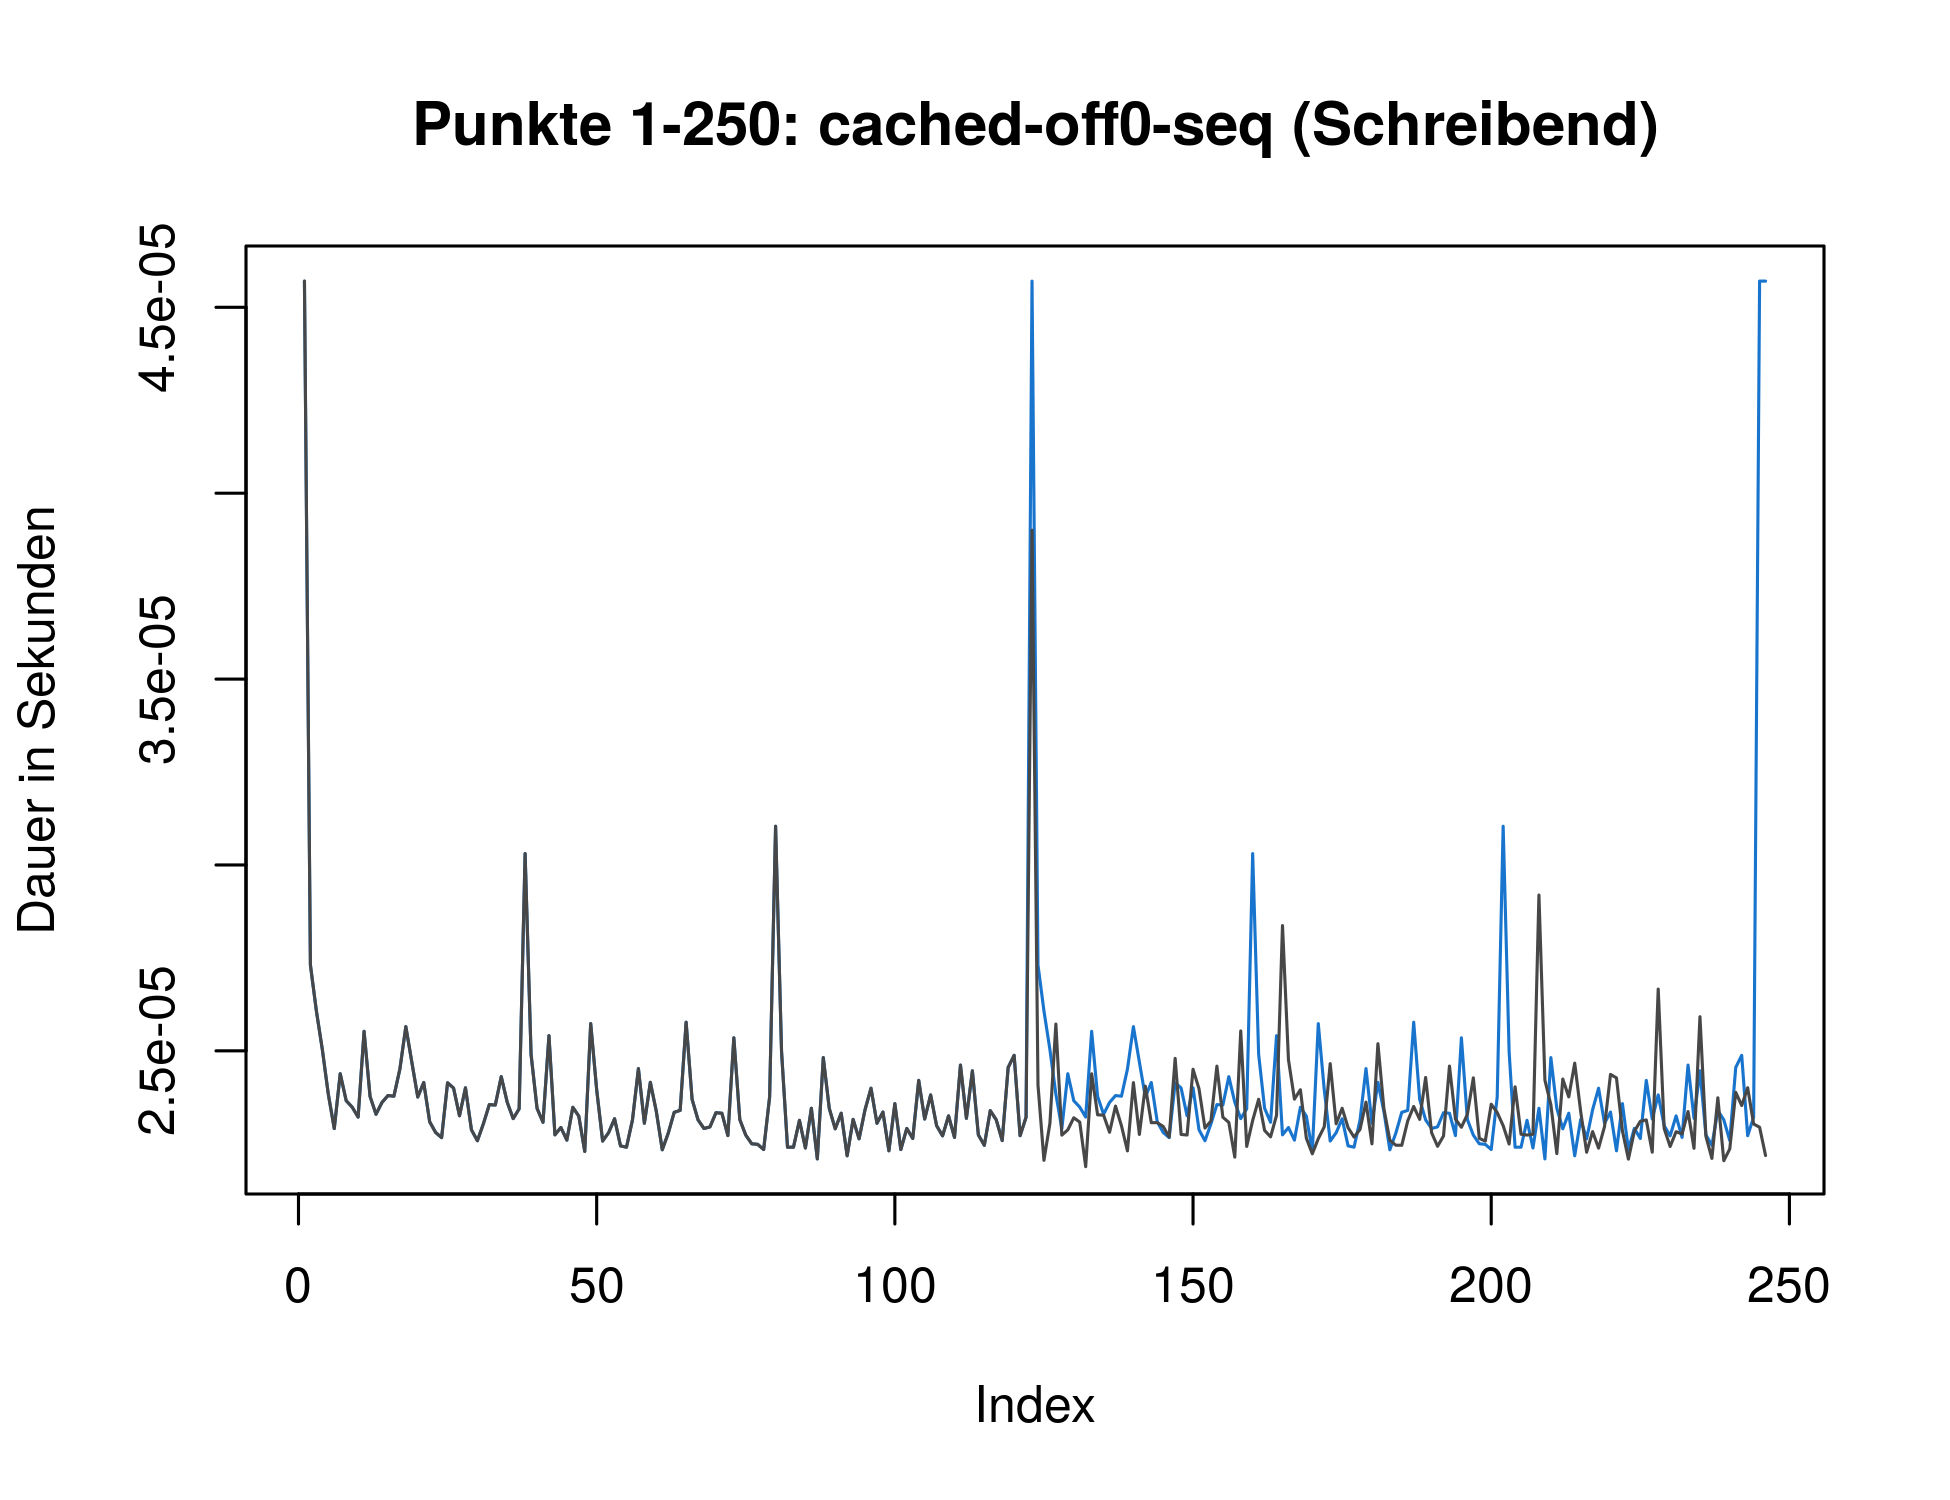 Punkte 1-250: cached-off0-seq (Schreibend)
4.5e-05
3.5e-05
2.5e-05
Dauer in Sekunden
0 50 100 150 200 250
Index